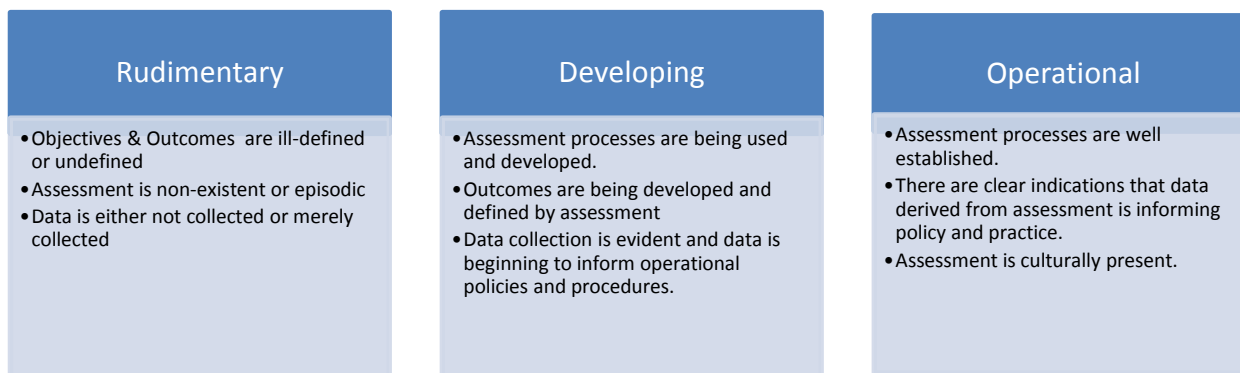 Rudimentary
•Objectives & Outcomes are ill-defined
or undefined
•Assessment is non-existent or episodic
•Data is either not collected or merely
collected
Developing
•Assessment processes are being used
and developed.
•Outcomes are being developed and
defined by assessment
•Data collection is evident and data is
beginning to inform operational
policies and procedures.
Operational
•Assessment processes are well
established.
•There are clear indications that data
derived from assessment is informing
policy and practice.
•Assessment is culturally present.